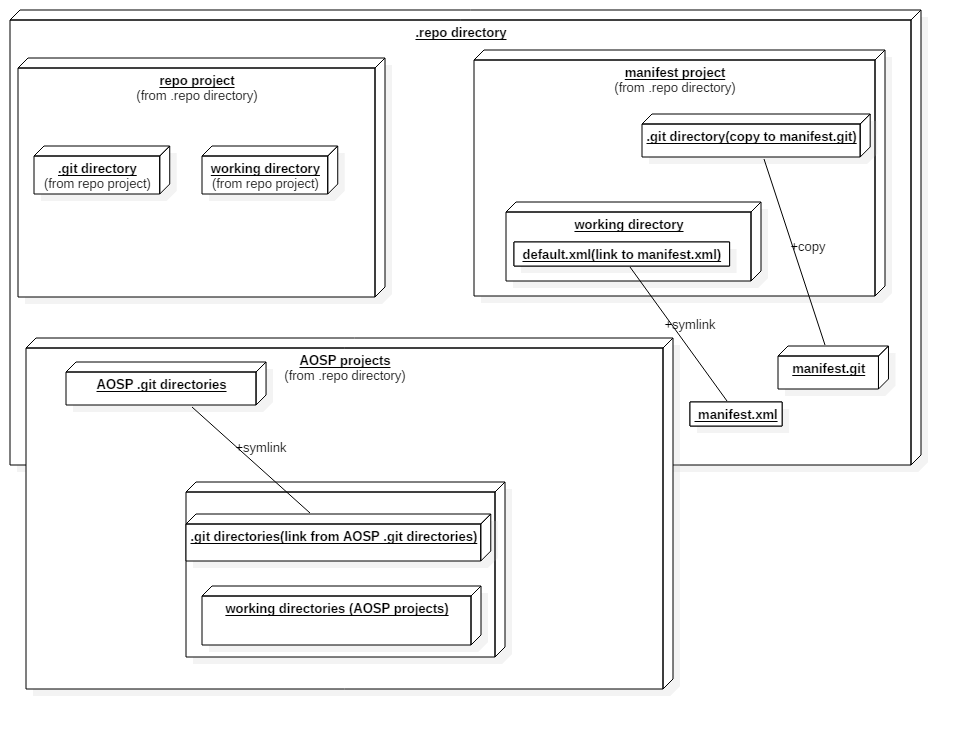 .repo directory
repo project
(from .repo directory)
.git directory
(from repo project)
working directory
(from repo project)
manifest project
(from .repo directory)
.git directory(copy to manifest.git)
working directory
default.xml(link to manifest.xml)
+copy
+symlink
manifest.git
manifest.xml
AOSP projects
(from .repo directory)
AOSP .git directories
+symlink
.git directories(link from AOSP .git directories)
working directories (AOSP projects)